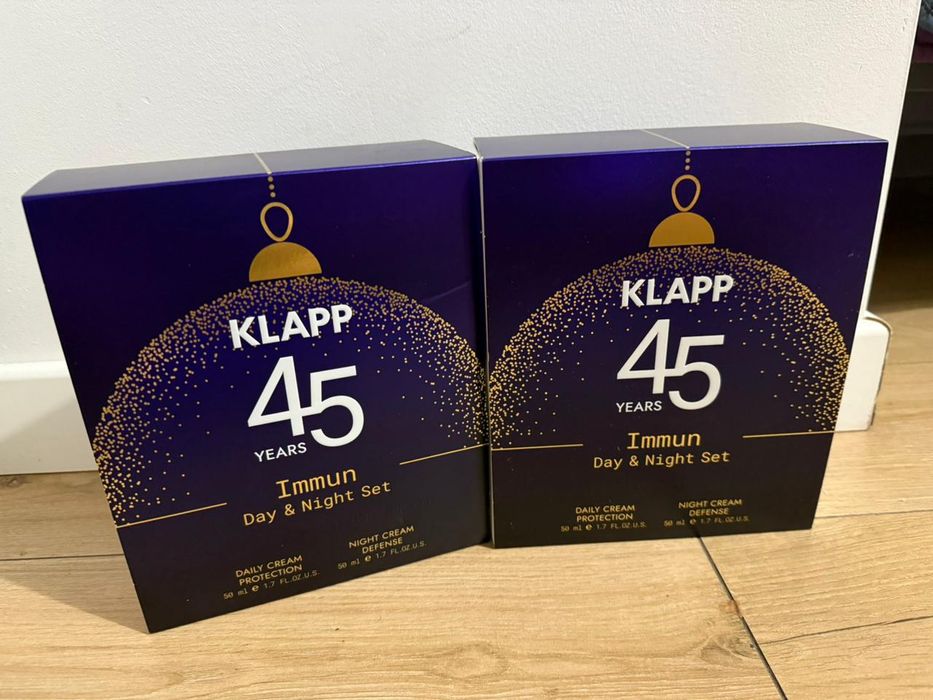 KLAPP
45
YEARS
Immun
Day & Night Set
DAILY CREAM
PROTECTION
50 ml e 1.7 FL.OZ.U.S.
NIGHT CREAM
DEFENSE
50 ml e 1.7 FL.OZ.U.S.
KLAPP
45
YEARS
Immun
Day & Night Set
DAILY CREAM
PROTECTION
50 ml e 1.7 FL.OZ.U.S.
NIGHT CREAM
DEFENSE
50 ml e 1.7 FL.OZ.U.S.